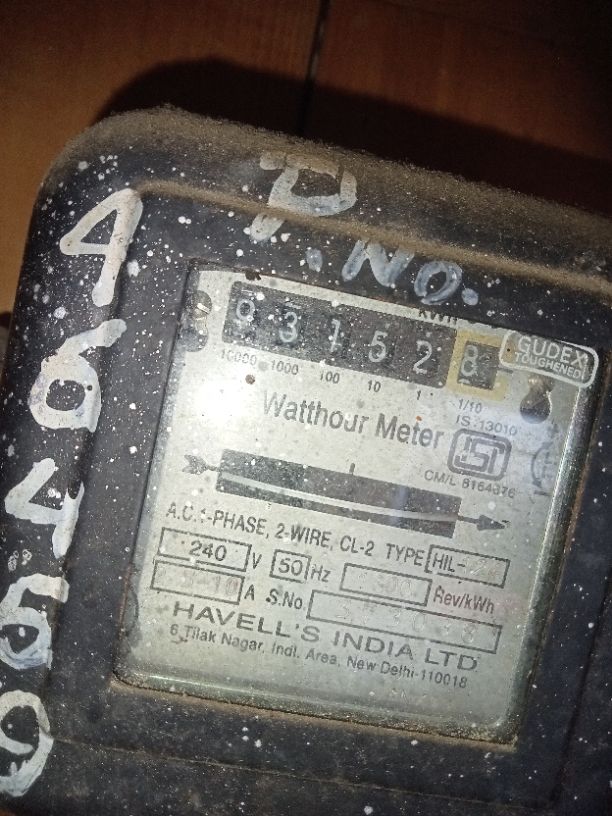 P. No.
4
6
4
KWH
GUDEX
TOUGHENED
9 3 1 5 2 8
10000 1000 100 10 1 1/10
Watthour Meter
IS:13010
ISI
CM/L 8164376
A.C. 1-PHASE, 2-WIRE, CL-2 TYPE HIL-
240 V 50 Hz Rev/kWh
A S.No.
HAVELL'S INDIA LTD
6, Tilak Nagar, Indl. Area, New Delhi-110018